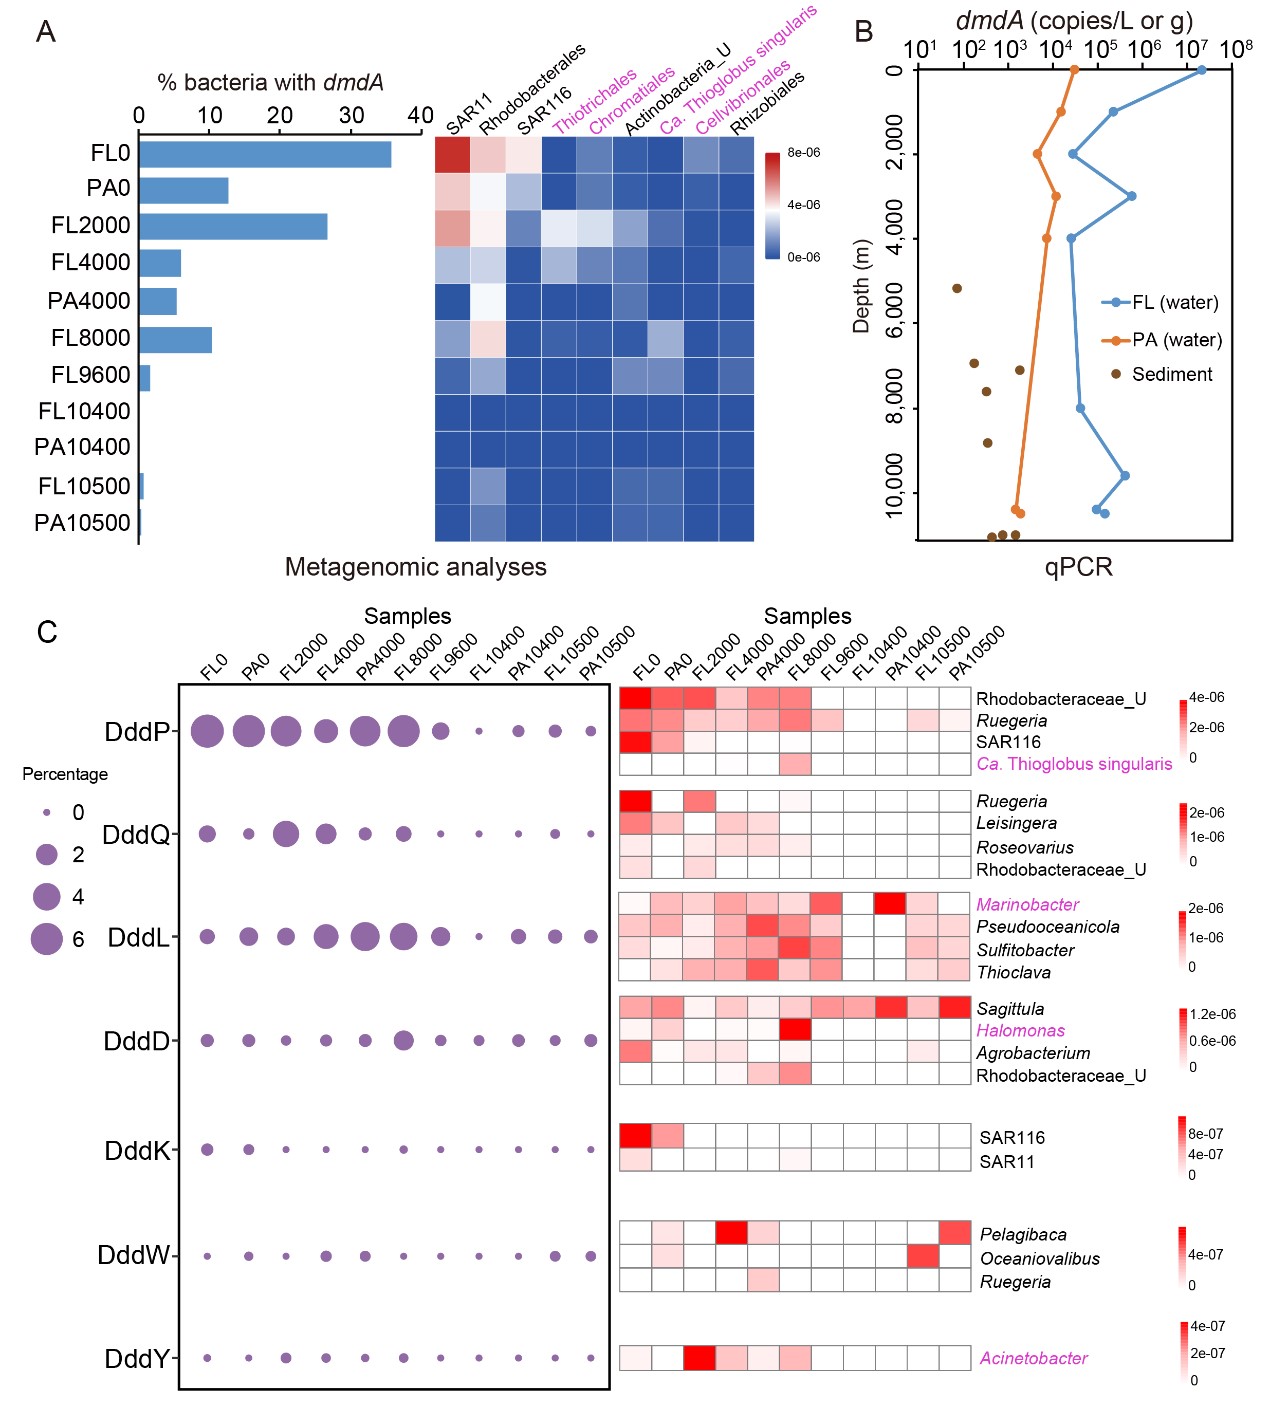 A
% bacteria with dmdA
0 10 20 30 40
SAR11
Rhodobacterales
SAR116
Thiotrichales
Chromatiales
Actinobacteria_U
Ca. Thioglobus singularis
Cellvibrionales
Rhizobiales
FL0
PA0
FL2000
FL4000
PA4000
FL8000
FL9600
FL10400
PA10400
FL10500
PA10500
8e-06
4e-06
0e-06
Metagenomic analyses
B
dmdA (copies/L or g)
10¹ 10² 10³ 10⁴ 10⁵ 10⁶ 10⁷ 10⁸
0
2,000
4,000
6,000
8,000
10,000
Depth (m)
FL (water)
PA (water)
Sediment
qPCR
C
Samples
FL0
PA0
FL2000
FL4000
PA4000
FL8000
FL9600
FL10400
PA10400
FL10500
PA10500
DddP
DddQ
DddL
DddD
DddK
DddW
DddY
Percentage
0
2
4
6
Samples
FL0
PA0
FL2000
FL4000
PA4000
FL8000
FL9600
FL10400
PA10400
FL10500
PA10500
Rhodobacteraceae_U
Ruegeria
SAR116
Ca. Thioglobus singularis
4e-06
2e-06
0
Ruegeria
Leisingera
Roseovarius
Rhodobacteraceae_U
2e-06
1e-06
0
Marinobacter
Pseudooceanicola
Sulfitobacter
Thioclava
2e-06
1e-06
0
Sagittula
Halomonas
Agrobacterium
Rhodobacteraceae_U
1.2e-06
0.6e-06
0
SAR116
SAR11
8e-07
4e-07
0
Pelagibaca
Oceaniovalibus
Ruegeria
4e-07
0
Acinetobacter
4e-07
2e-07
0